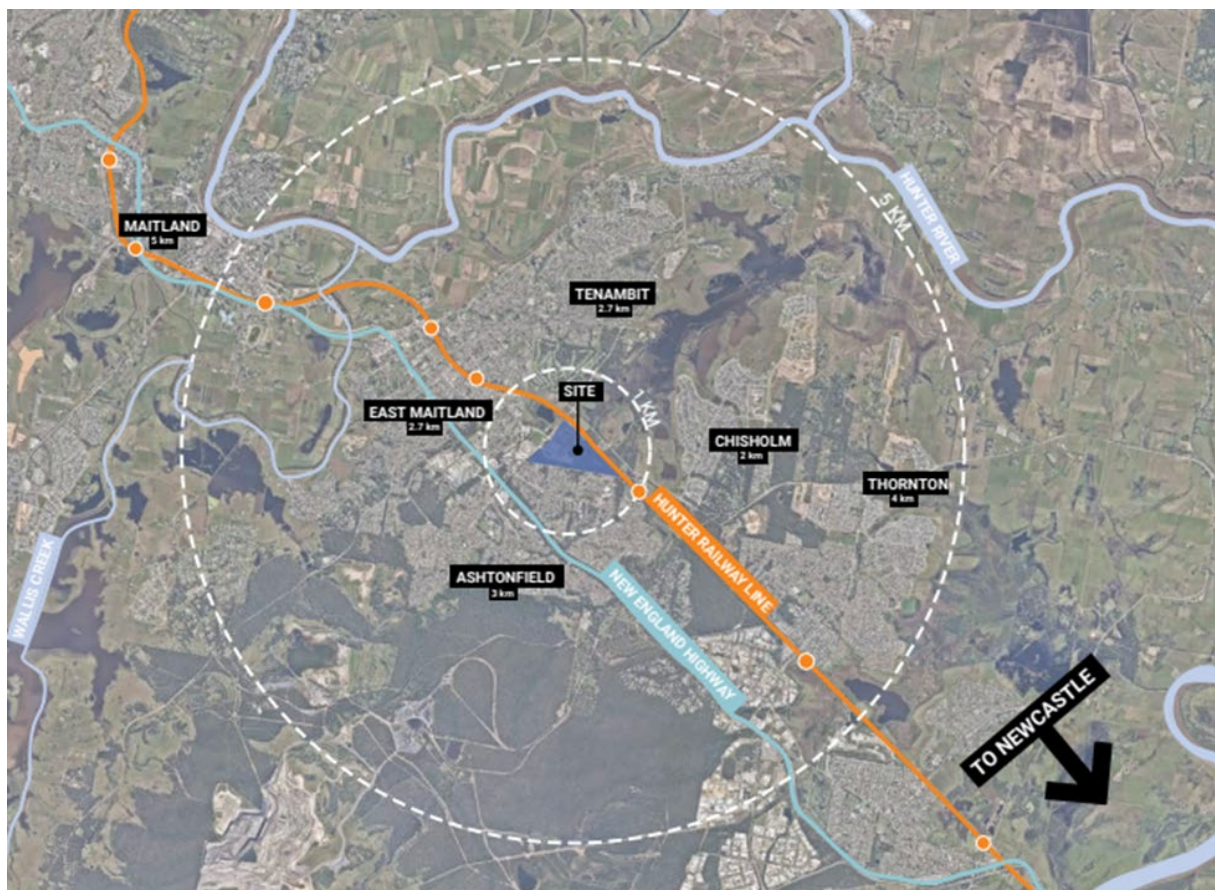 HUNTER RIVER
5 KM
MAITLAND
5 km
TENAMBIT
2.7 km
SITE
1 KM
EAST MAITLAND
2.7 km
CHISHOLM
2 km
THORNTON
4 km
HUNTER RAILWAY LINE
ASHTONFIELD
3 km
NEW ENGLAND HIGHWAY
WALLIS CREEK
TO NEWCASTLE